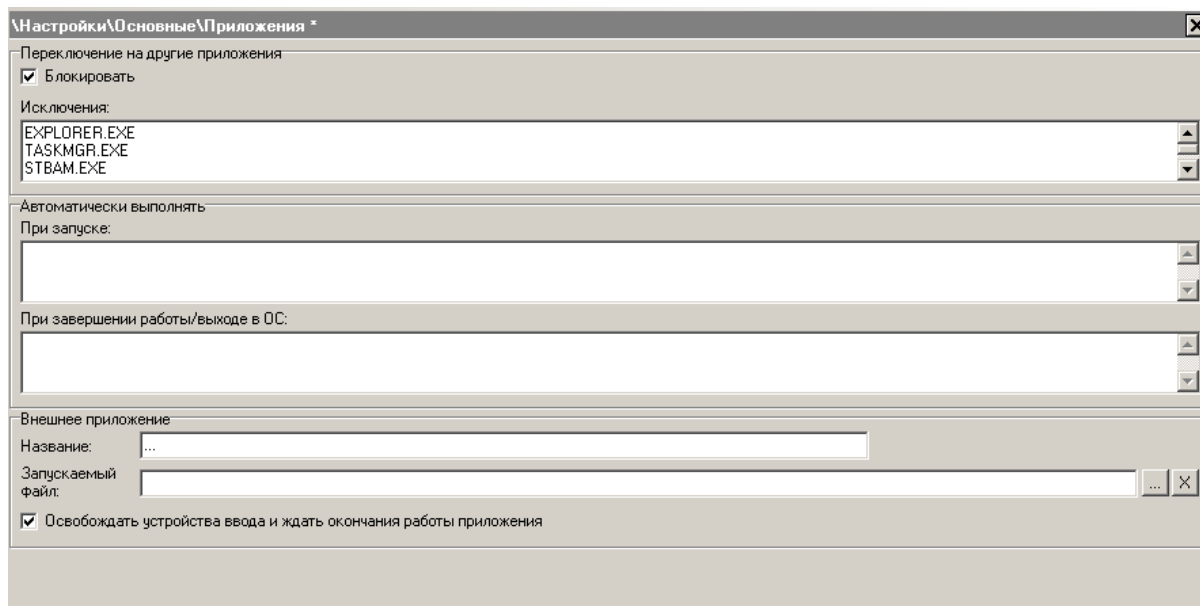 \Настройки\Основные\Приложения *
Переключение на другие приложения
Блокировать
Исключения:
EXPLORER.EXE
TASKMGR.EXE
STBAM.EXE
Автоматически выполнять
При запуске:
При завершении работы/выходе в ОС:
Внешнее приложение
Название:
...
Запускаемый
файл:
... X
Освобождать устройства ввода и ждать окончания работы приложения